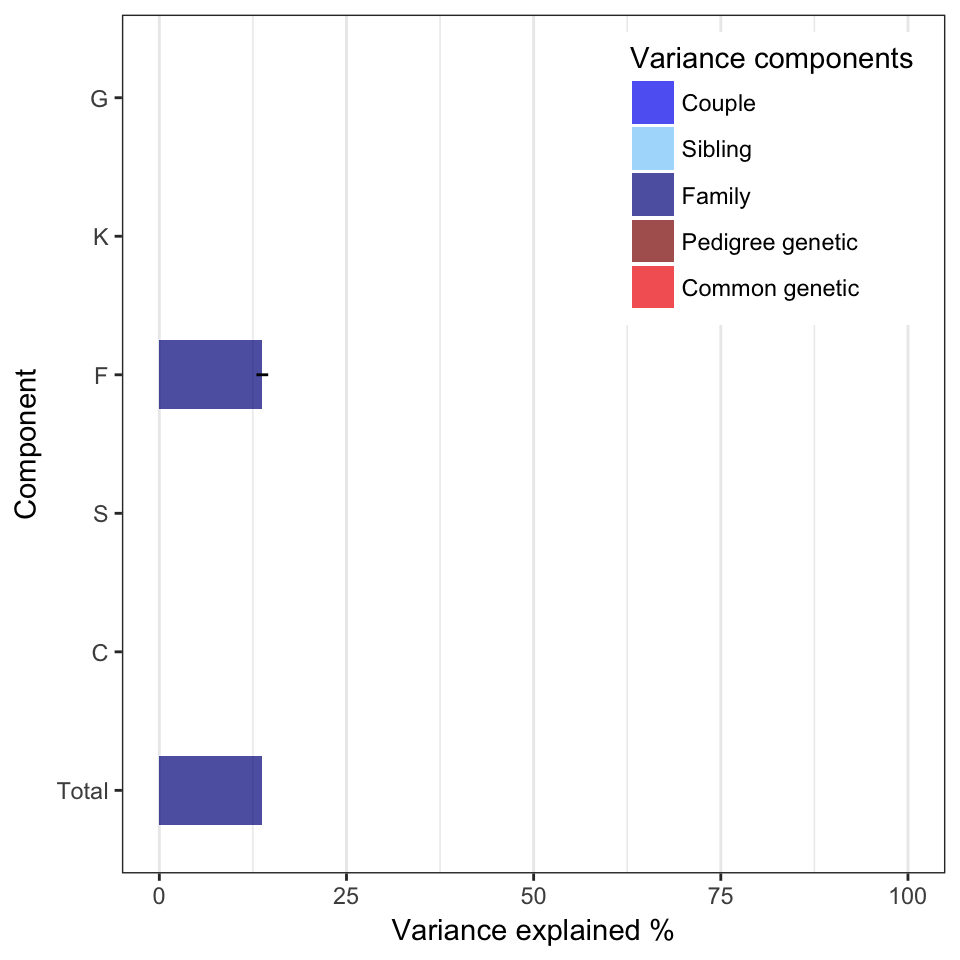 Variance components
Couple
Sibling
Family
Pedigree genetic
Common genetic
G
K
F
S
C
Total
Component
0 25 50 75 100
Variance explained %